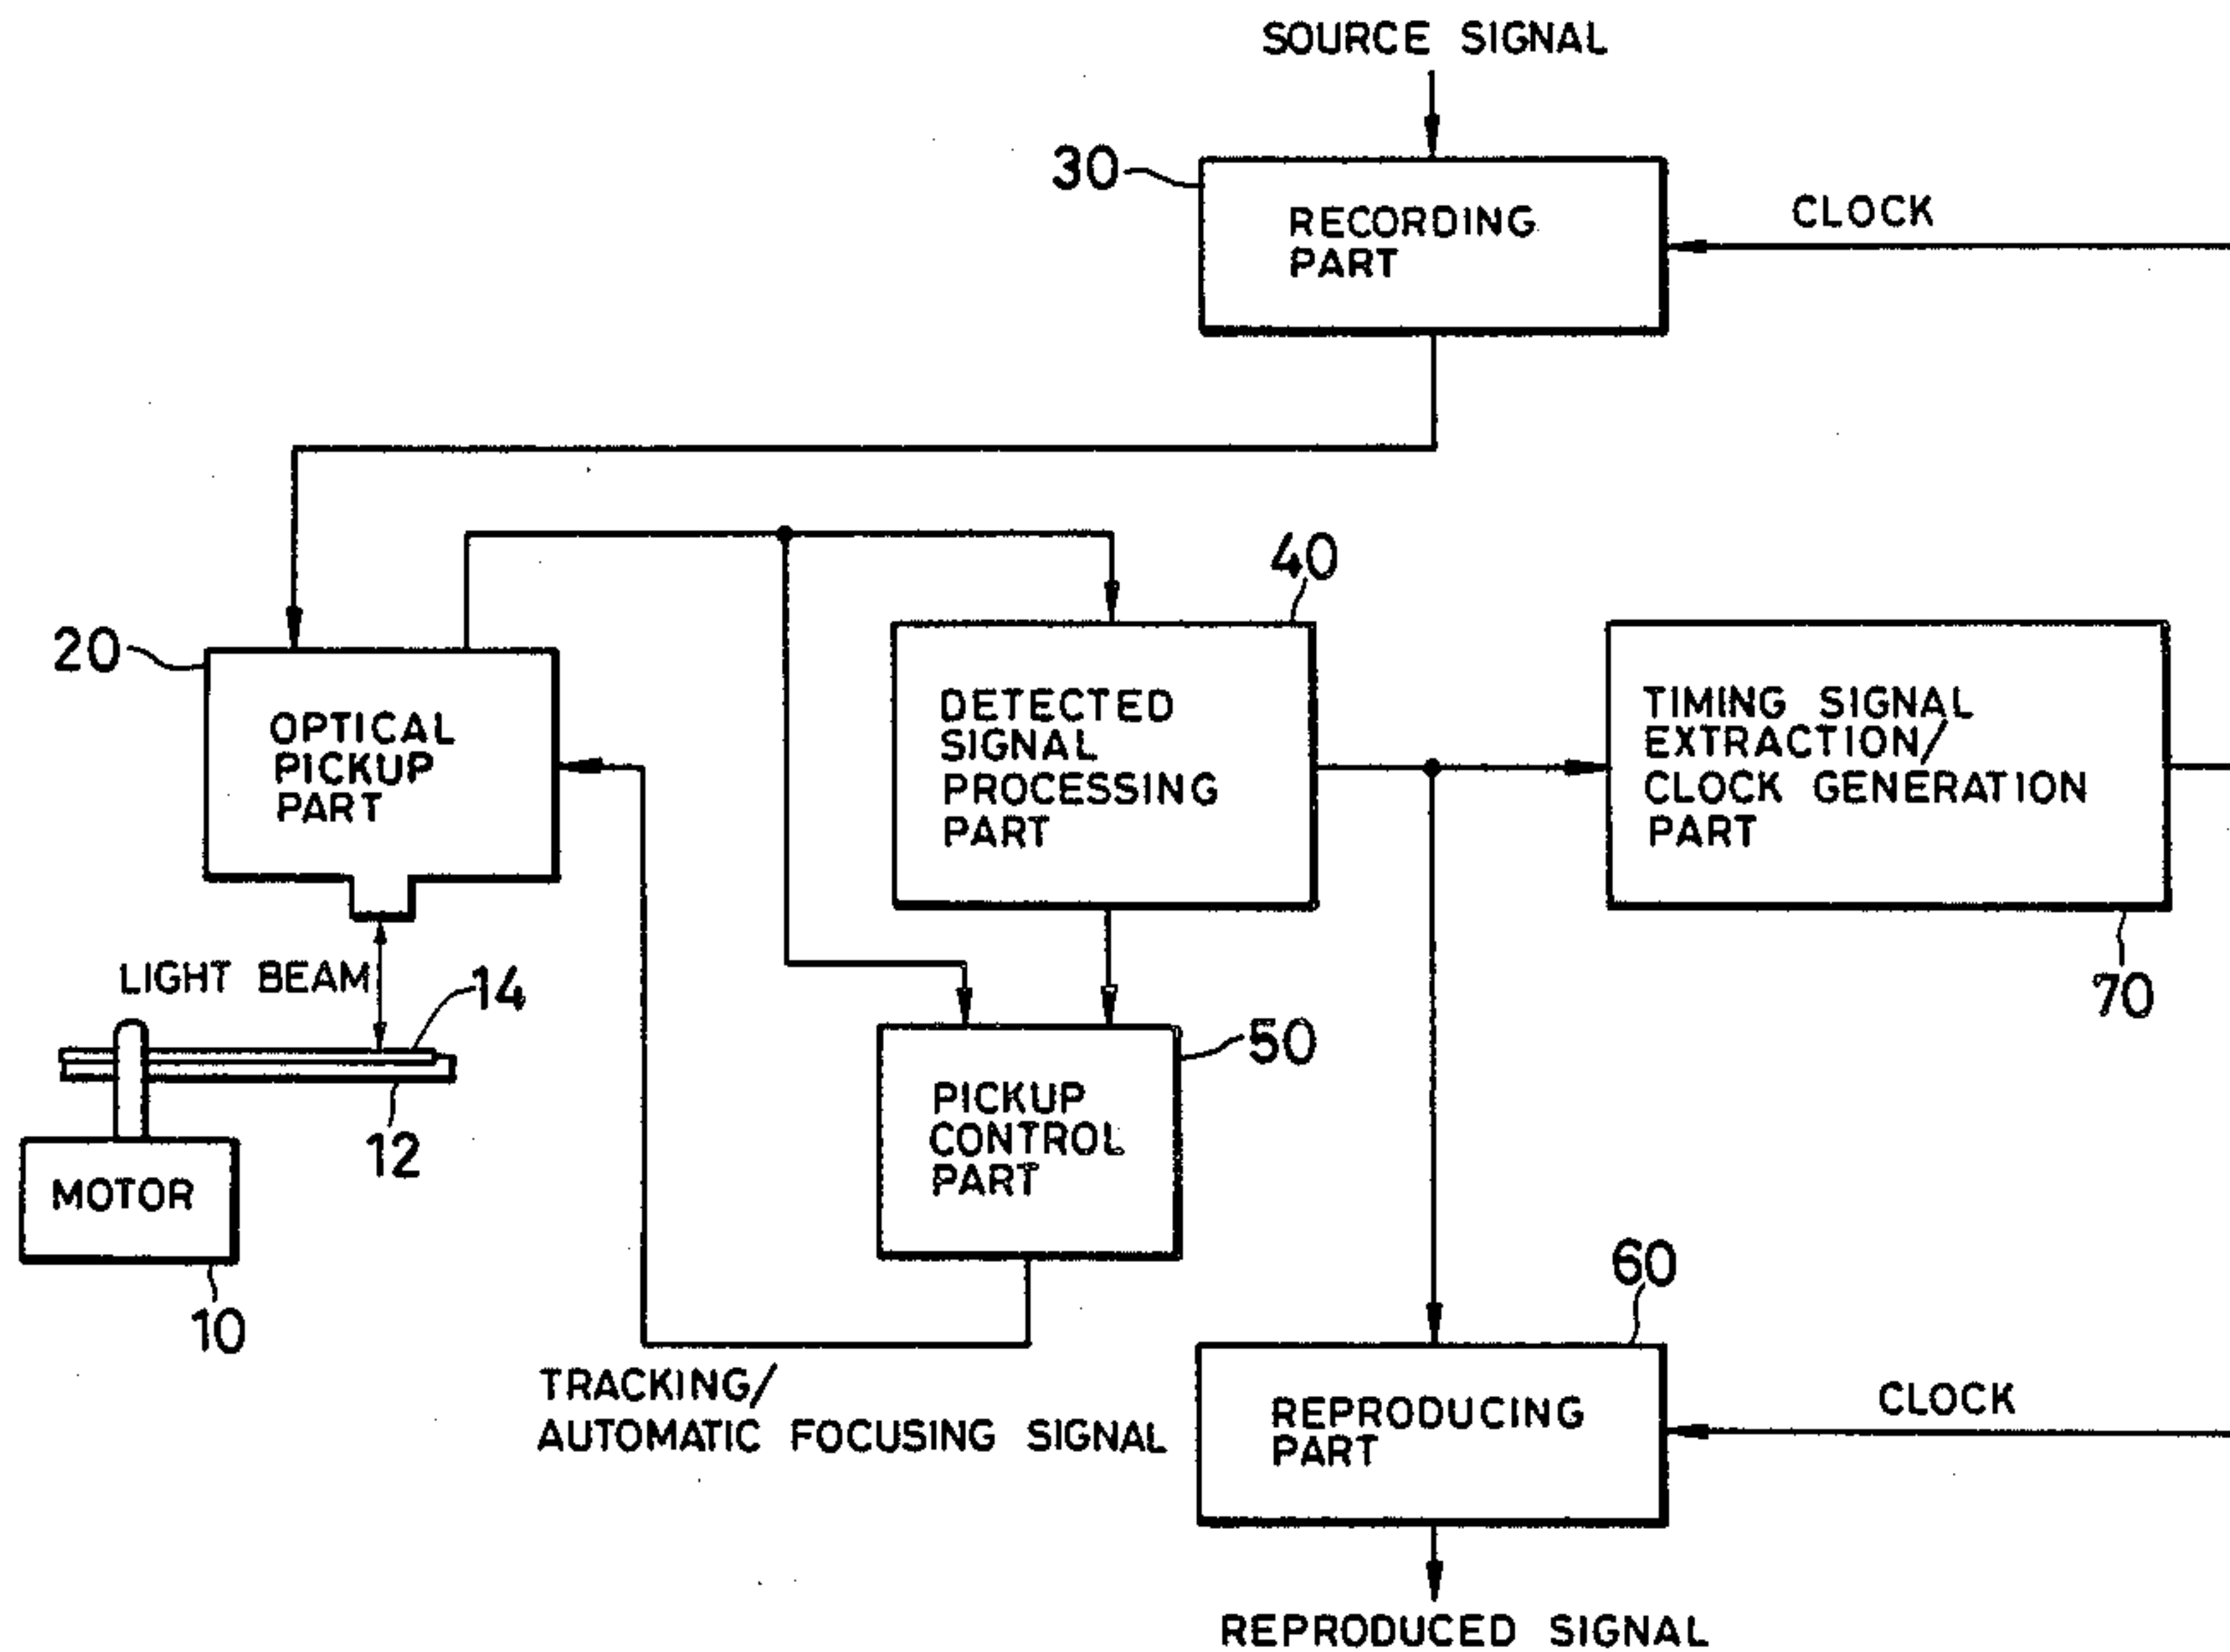 SOURCE SIGNAL
30
RECORDING
PART
CLOCK
40
20
OPTICAL
PICKUP
PART
DETECTED
SIGNAL
PROCESSING
PART
TIMING SIGNAL
EXTRACTION/
CLOCK GENERATION
PART
LIGHT BEAM
14
70
50
PICKUP
CONTROL
PART
12
MOTOR
10
60
TRACKING/
AUTOMATIC FOCUSING SIGNAL
REPRODUCING
PART
CLOCK
REPRODUCED SIGNAL